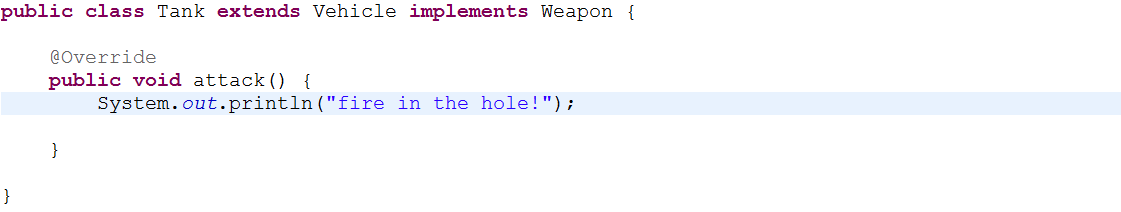 public class Tank extends Vehicle implements Weapon {
@Override
public void attack() {
System.out.println("fire in the hole!");
}
}